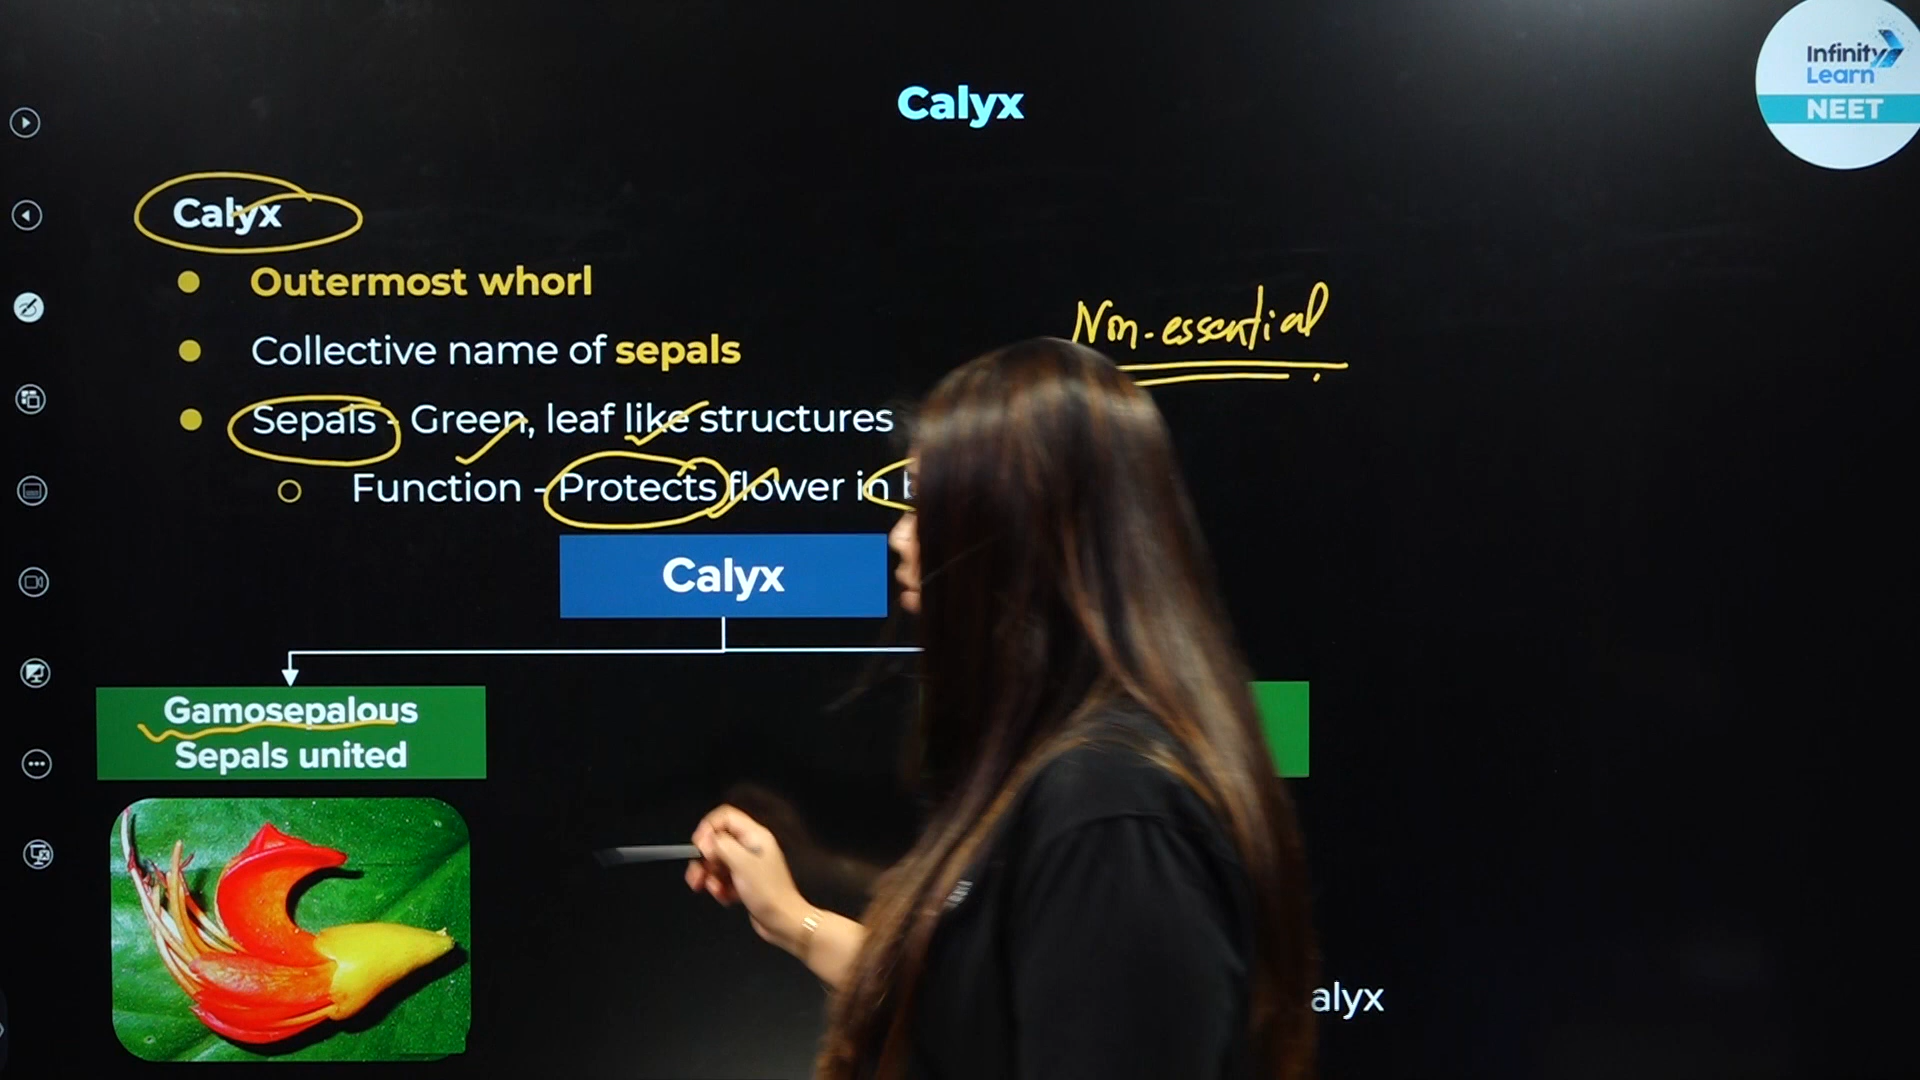 Calyx
Infinity
Learn
NEET
Calyx
Outermost whorl
Non-essential
Collective name of sepals
Sepals - Green, leaf like structures
Function - Protects flower in
Calyx
Gamosepalous
Sepals united
alyx